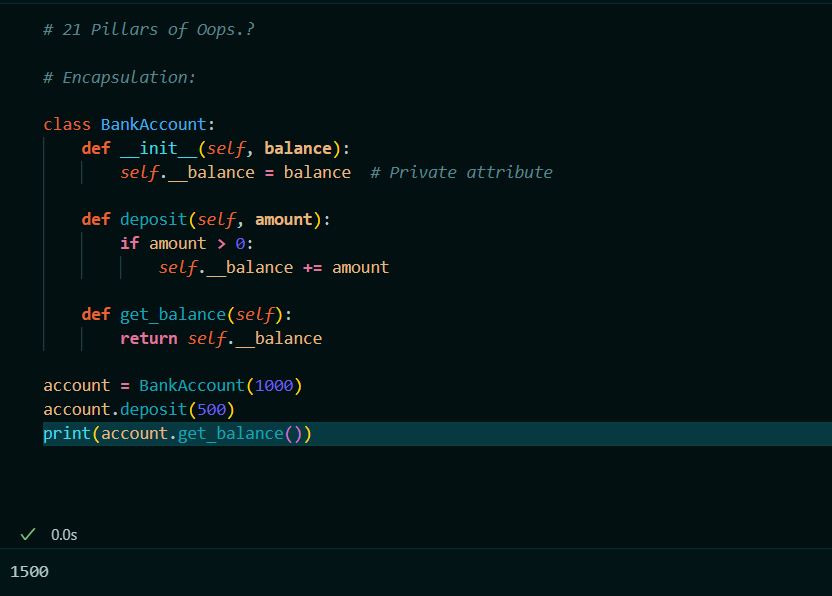 # 21 Pillars of Oops.?
# Encapsulation:
class BankAccount:
    def __init__(self, balance):
        self.__balance = balance  # Private attribute
    def deposit(self, amount):
        if amount > 0:
            self.__balance += amount
    def get_balance(self):
        return self.__balance
account = BankAccount(1000)
account.deposit(500)
print(account.get_balance())
0.0s
1500